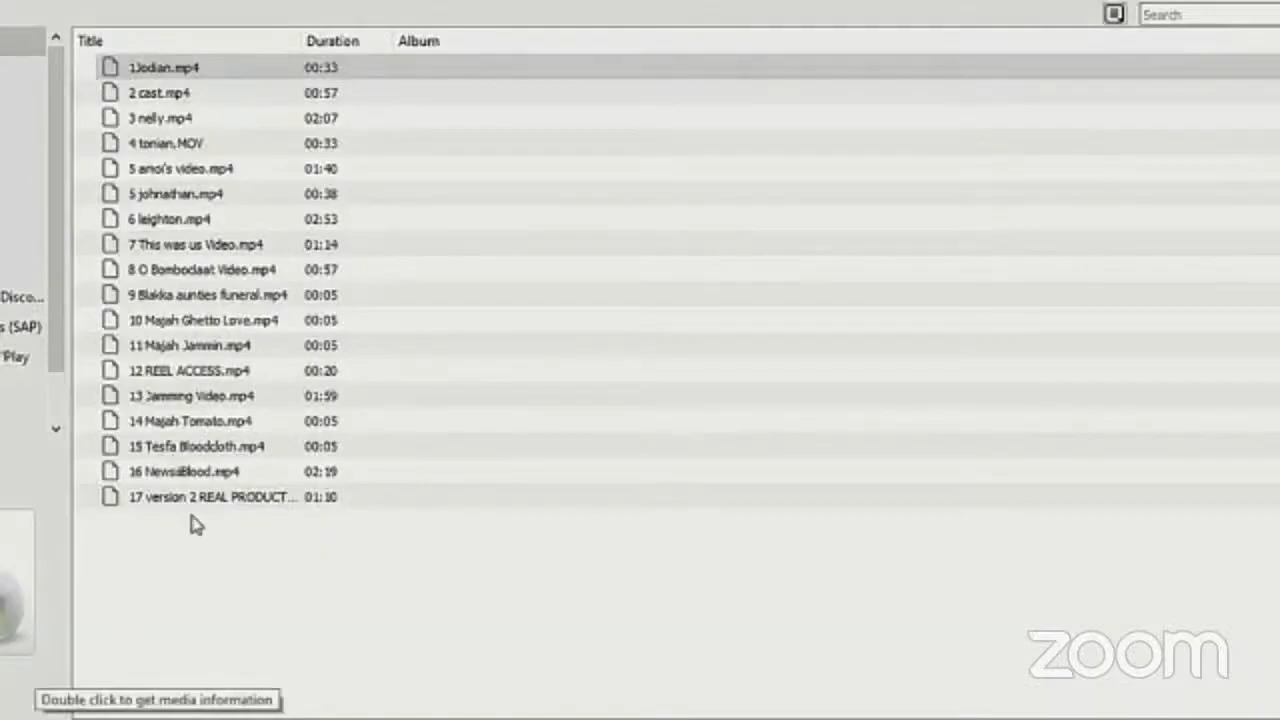 Search
Title Duration Album
1Jodian.mp4 00:33
2 cast.mp4 00:57
3 nelly.mp4 02:07
4 tonian.MOV 00:33
5 amoi's video.mp4 01:40
5 johnathan.mp4 00:38
6 leighton.mp4 02:53
7 This was us Video.mp4 01:14
8 O Bomboclaat Video.mp4 00:57
9 Blakka aunties funeral.mp4 00:05
Disco...
10 Majah Ghetto Love.mp4 00:05
s (SAP)
11 Majah Jammin.mp4 00:05
'Play
12 REEL ACCESS.mp4 00:20
13 Jamming Video.mp4 01:59
14 Majah Tomato.mp4 00:05
15 Tesfa Bloodcloth.mp4 00:05
16 NewsiBlood.mp4 02:19
17 version 2 REAL PRODUCT... 01:10
zoom
Double click to get media information